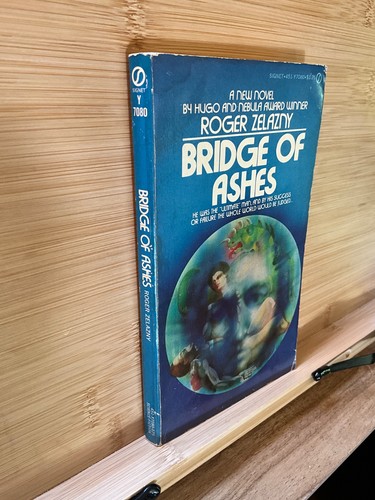 SIGNET
Y
7080
BRIDGE OF ASHES
ROGER ZELAZNY
SIGNET
A NEW NOVEL
BY HUGO AND NEBULA AWARD WINNER
ROGER ZELAZNY
BRIDGE OF
ASHES
HE WAS THE "ULTIMATE" MAN, AND BY HIS SUCCESS
OR FAILURE THE WHOLE WORLD WOULD BE JUDGED.